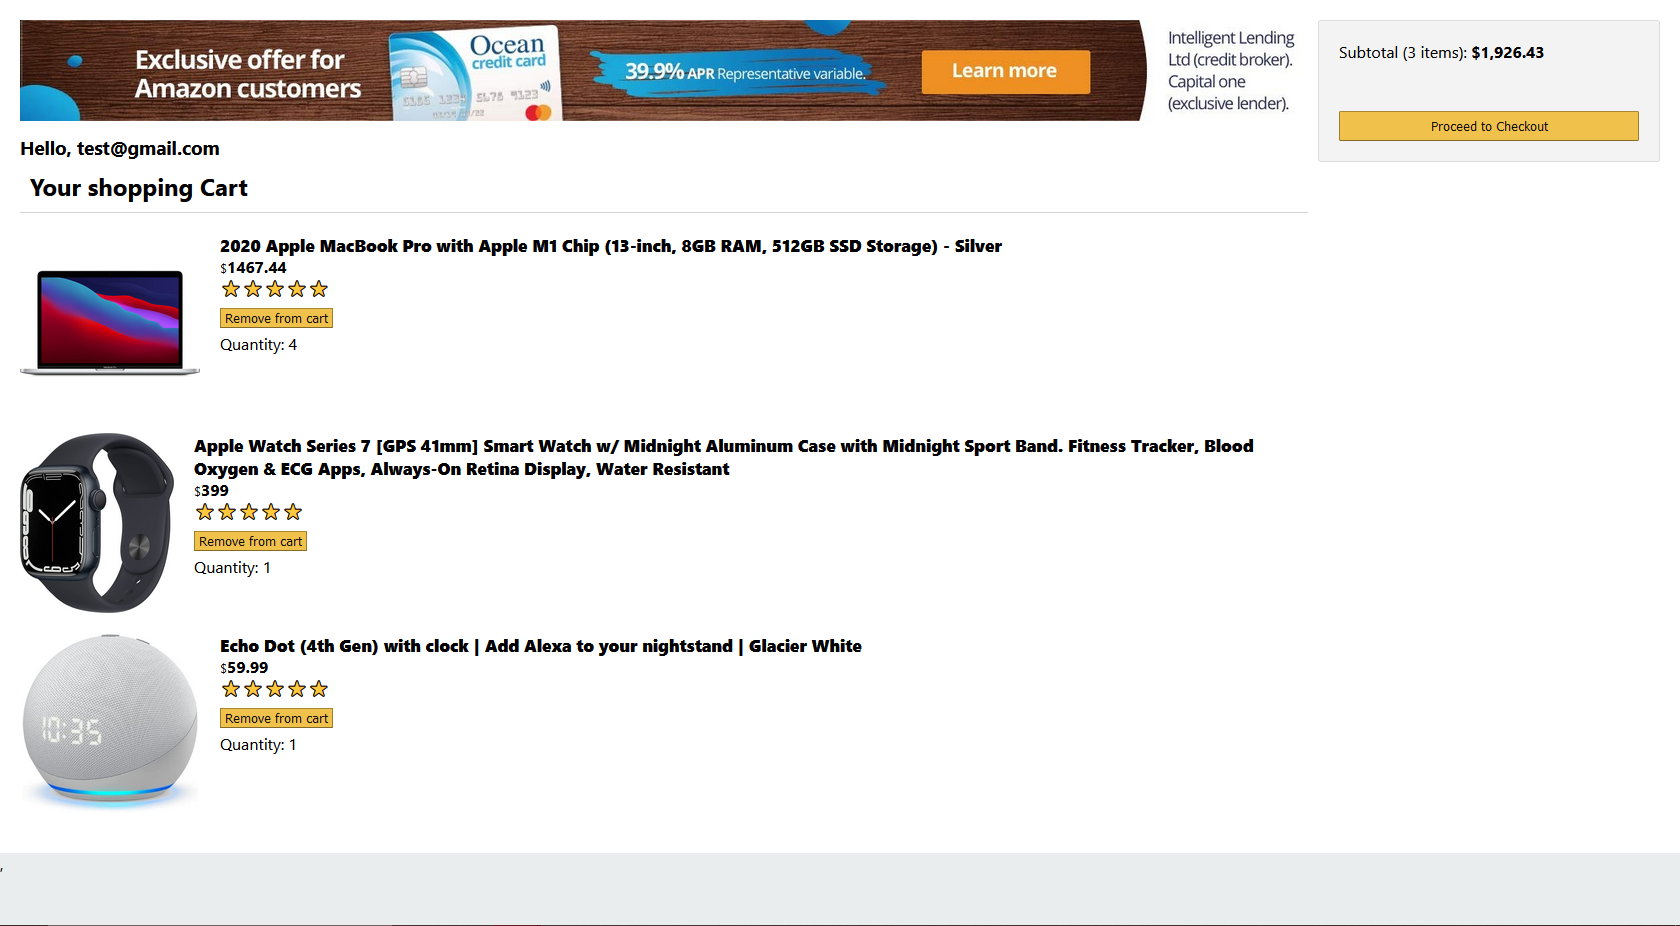 Exclusive offer for
Amazon customers
Ocean
credit card
39.9% APR Representative variable.
Learn more
Intelligent Lending
Ltd (credit broker).
Capital one
(exclusive lender).
Subtotal (3 items): $1,926.43
Proceed to Checkout
Hello, test@gmail.com
Your shopping Cart
2020 Apple MacBook Pro with Apple M1 Chip (13-inch, 8GB RAM, 512GB SSD Storage) - Silver
$1467.44
Remove from cart
Quantity: 4
Apple Watch Series 7 [GPS 41mm] Smart Watch w/ Midnight Aluminum Case with Midnight Sport Band. Fitness Tracker, Blood
Oxygen & ECG Apps, Always-On Retina Display, Water Resistant
$399
Remove from cart
Quantity: 1
Echo Dot (4th Gen) with clock | Add Alexa to your nightstand | Glacier White
$59.99
Remove from cart
Quantity: 1
10:35
,